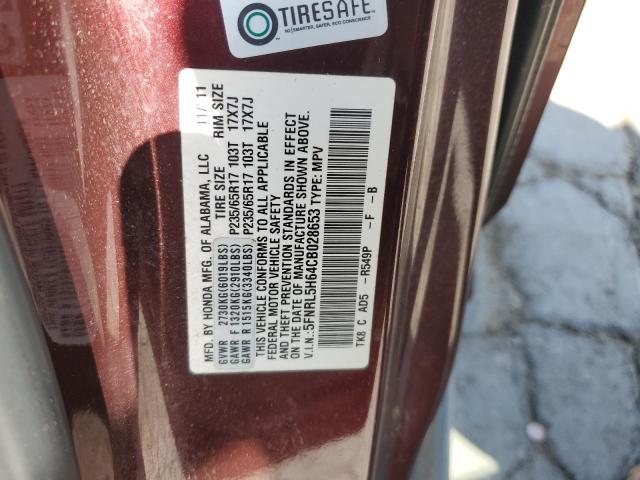 TIRESAFE
MFD. BY HONDA MFG. OF ALABAMA, LLC 11/11
TIRE SIZE RIM SIZE
GVWR 2730KG(6019LBS)
GAWR F 1320KG(2910LBS) P235/65R17 103T 17X7J
GAWR R 1515KG(3340LBS) P235/65R17 103T 17X7J
THIS VEHICLE CONFORMS TO ALL APPLICABLE
FEDERAL MOTOR VEHICLE SAFETY
AND THEFT PREVENTION STANDARDS IN EFFECT
ON THE DATE OF MANUFACTURE SHOWN ABOVE.
V.I.N.:5FNRL5H64CB028653 TYPE: MPV
TK8 C AD5 -R549P -F -B